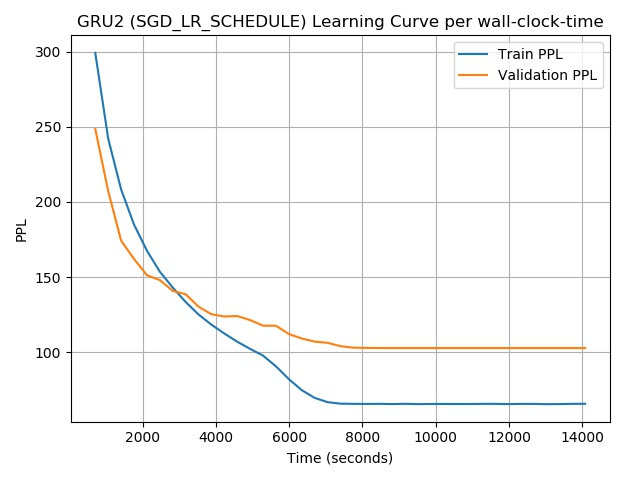 GRU2 (SGD_LR_SCHEDULE) Learning Curve per wall-clock-time
Train PPL
Validation PPL
300
250
200
150
100
PPL
2000 4000 6000 8000 10000 12000 14000
Time (seconds)